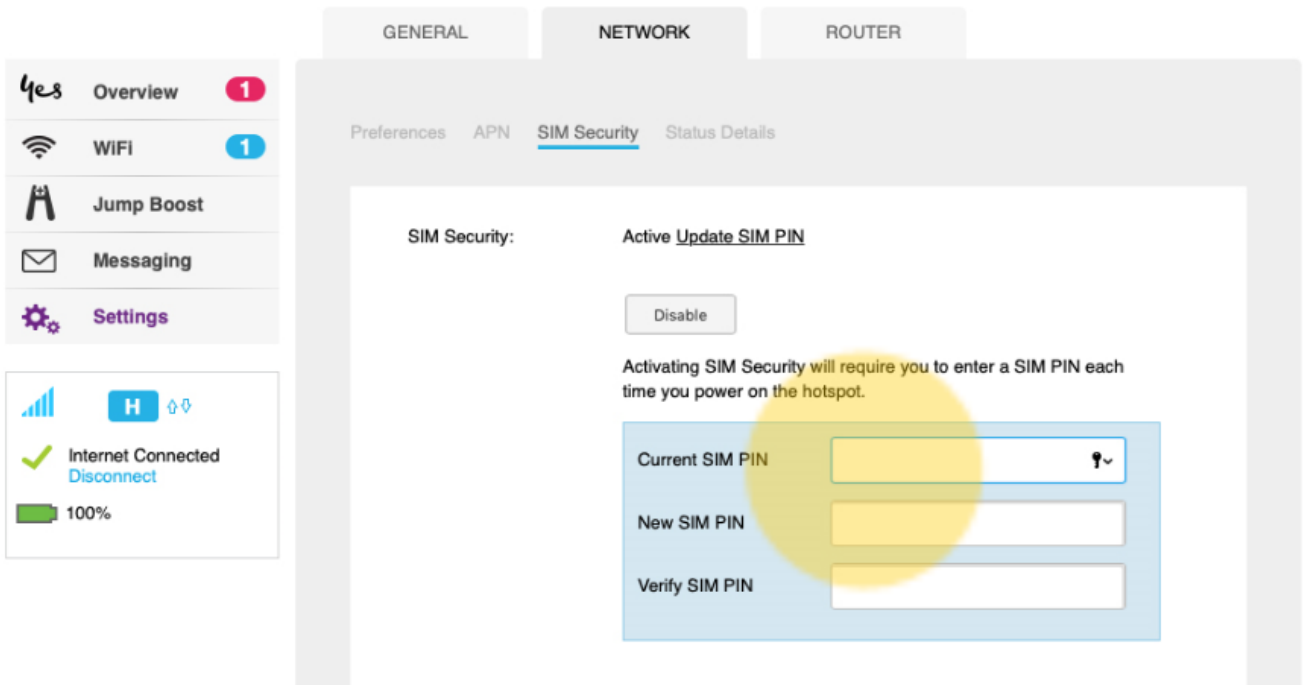 GENERAL
NETWORK
ROUTER
yes
Overview
1
WiFi
1
Jump Boost
Messaging
Settings
H
Internet Connected
Disconnect
100%
Preferences
APN
SIM Security
Status Details
SIM Security:
Active Update SIM PIN
Disable
Activating SIM Security will require you to enter a SIM PIN each
time you power on the hotspot.
Current SIM PIN
New SIM PIN
Verify SIM PIN